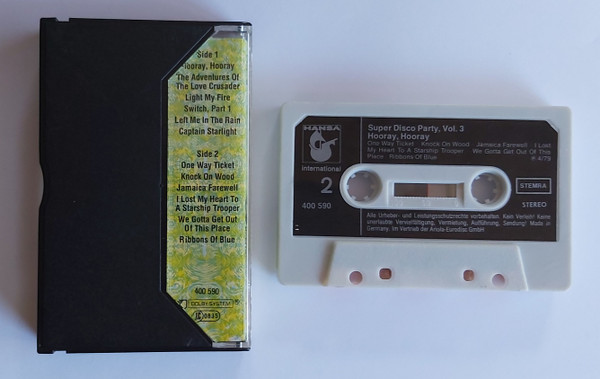 Side 1
Hooray, Hooray
The Adventures Of
The Love Crusader
Light My Fire
Switch, Part 1
Left Me In The Rain
Captain Starlight
Side 2
One Way Ticket
Knock On Wood
Jamaica Farewell
I Lost My Heart To
A Starship Trooper
We Gotta Get Out
Of This Place
Ribbons Of Blue
400 590
DOLBY SYSTEM
HANSA
international
2
400 590
Super Disco Party, Vol. 3
Hooray, Hooray
One Way Ticket Knock On Wood Jamaica Farewell I Lost
My Heart To A Starship Trooper We Gotta Get Out Of This
Place Ribbons Of Blue
P 4/79
STEMRA
STEREO
Alle Urheber- und Leistungsschutzrechte vorbehalten. Kein Verleih! Keine
unerlaubte Vervielfältigung, Vermietung, Aufführung, Sendung! Made in
Germany. Im Vertrieb der Ariola-Eurodisc GmbH